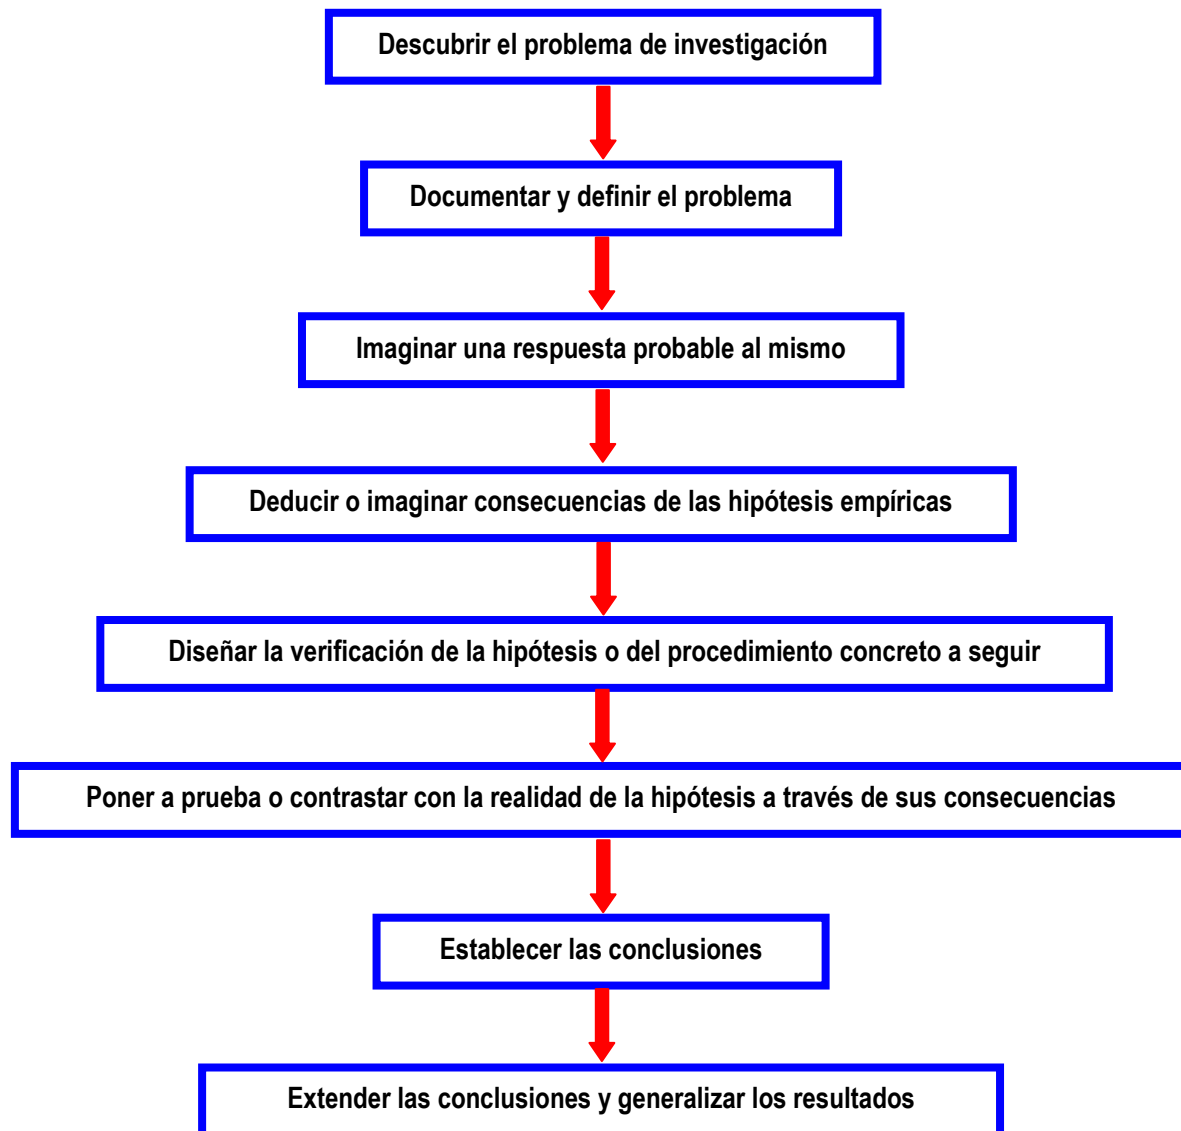 Descubrir el problema de investigación
Documentar y definir el problema
Imaginar una respuesta probable al mismo
Deducir o imaginar consecuencias de las hipótesis empíricas
Diseñar la verificación de la hipótesis o del procedimiento concreto a seguir
Poner a prueba o contrastar con la realidad de la hipótesis a través de sus consecuencias
Establecer las conclusiones
Extender las conclusiones y generalizar los resultados